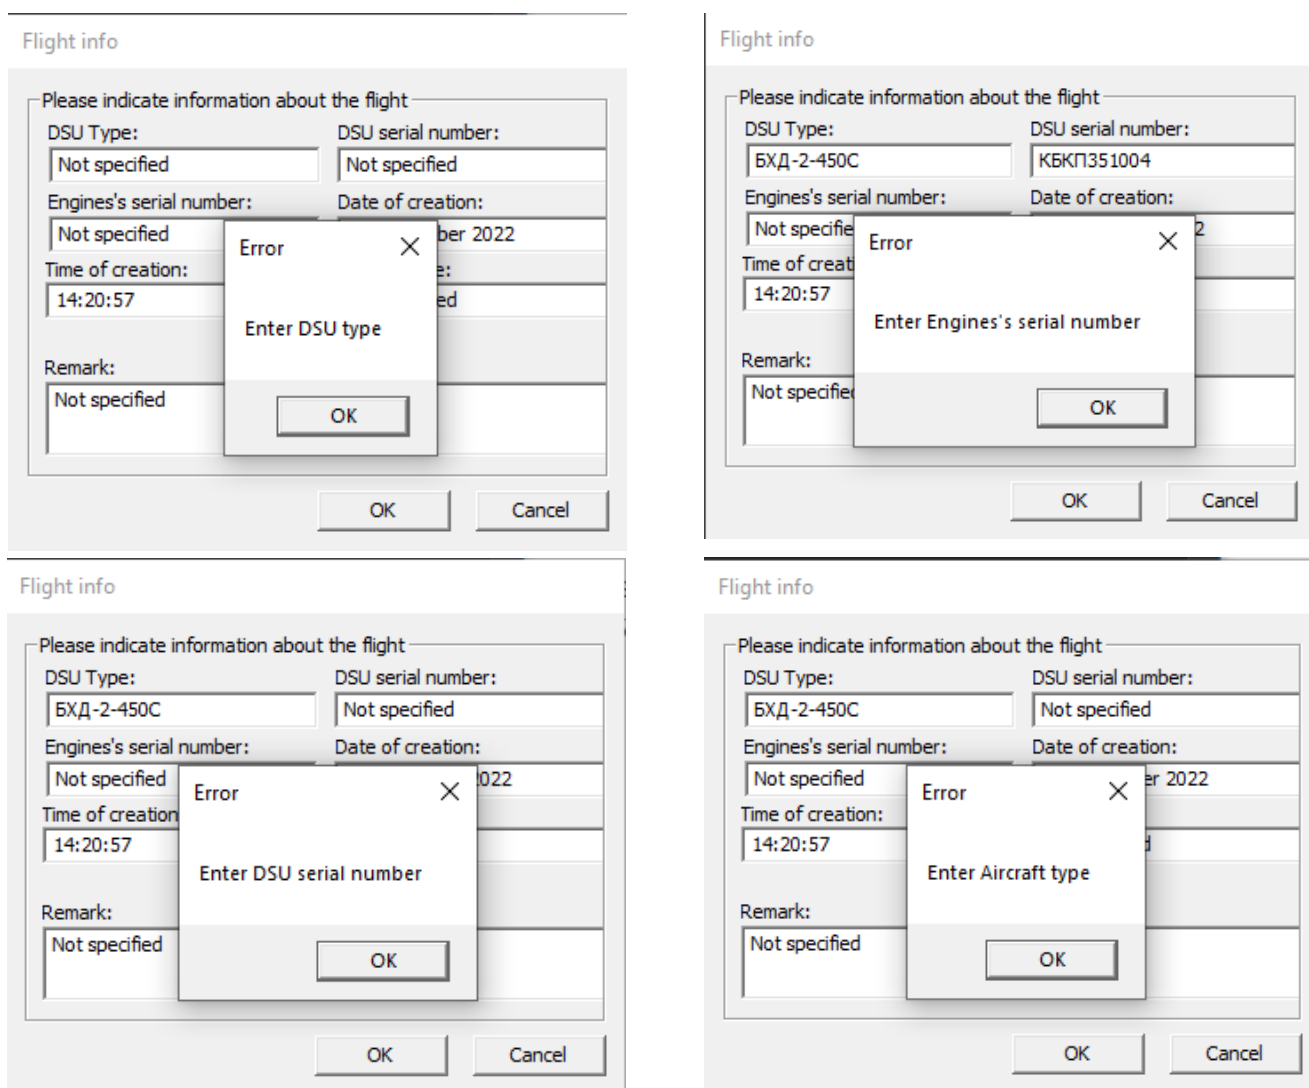 Flight info
Please indicate information about the flight
DSU Type: DSU serial number:
Not specified Not specified
Engines's serial number: Date of creation:
Not specified 2022
Error
Time of creation:
14:20:57
Enter DSU type
Remark:
Not specified
OK
OK Cancel
Flight info
Please indicate information about the flight
DSU Type: DSU serial number:
БХД-2-450С КБКП351004
Engines's serial number: Date of creation:
Not
Error
Time of
14:20:57
Enter Engines's serial number
Remark:
Not
OK
OK Cancel
Flight info
Please indicate information about the flight
DSU Type: DSU serial number:
БХД-2-450С Not specified
Engines's serial number: Date of creation:
Not specified
Error
Time of creation
14:20:57
Enter DSU serial number
Remark:
Not specified
OK
OK Cancel
Flight info
Please indicate information about the flight
DSU Type: DSU serial number:
БХД-2-450С Not specified
Engines's serial number: Date of creation:
Not specified 2022
Error
Time of creation:
14:20:57
Enter Aircraft type
Remark:
Not specified
OK
OK Cancel